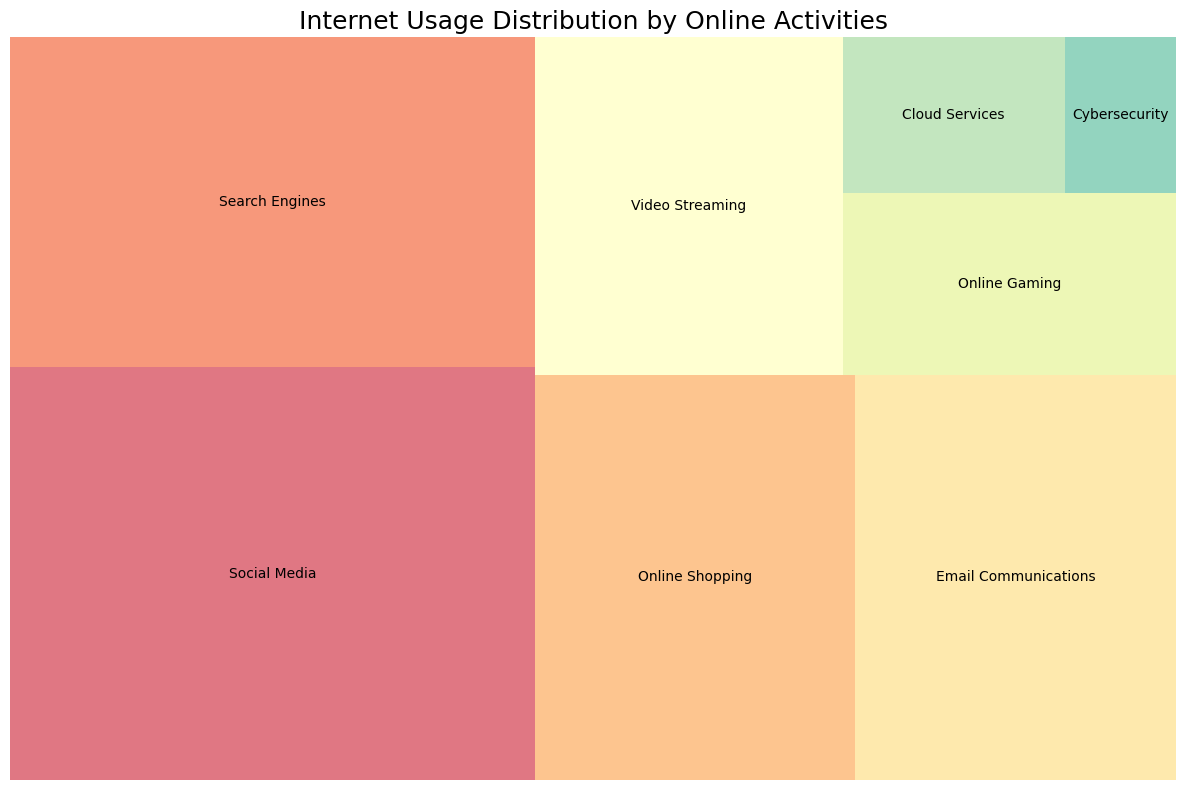 Internet Usage Distribution by Online Activities
Cloud Services
Cybersecurity
Search Engines
Video Streaming
Online Gaming
Social Media
Online Shopping
Email Communications